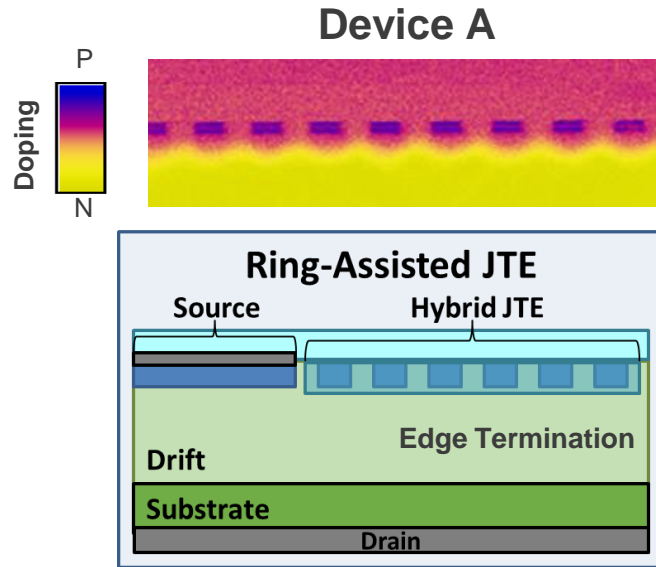 Device A
P
Doping
N
Ring-Assisted JTE
Source
Hybrid JTE
Edge Termination
Drift
Substrate
Drain